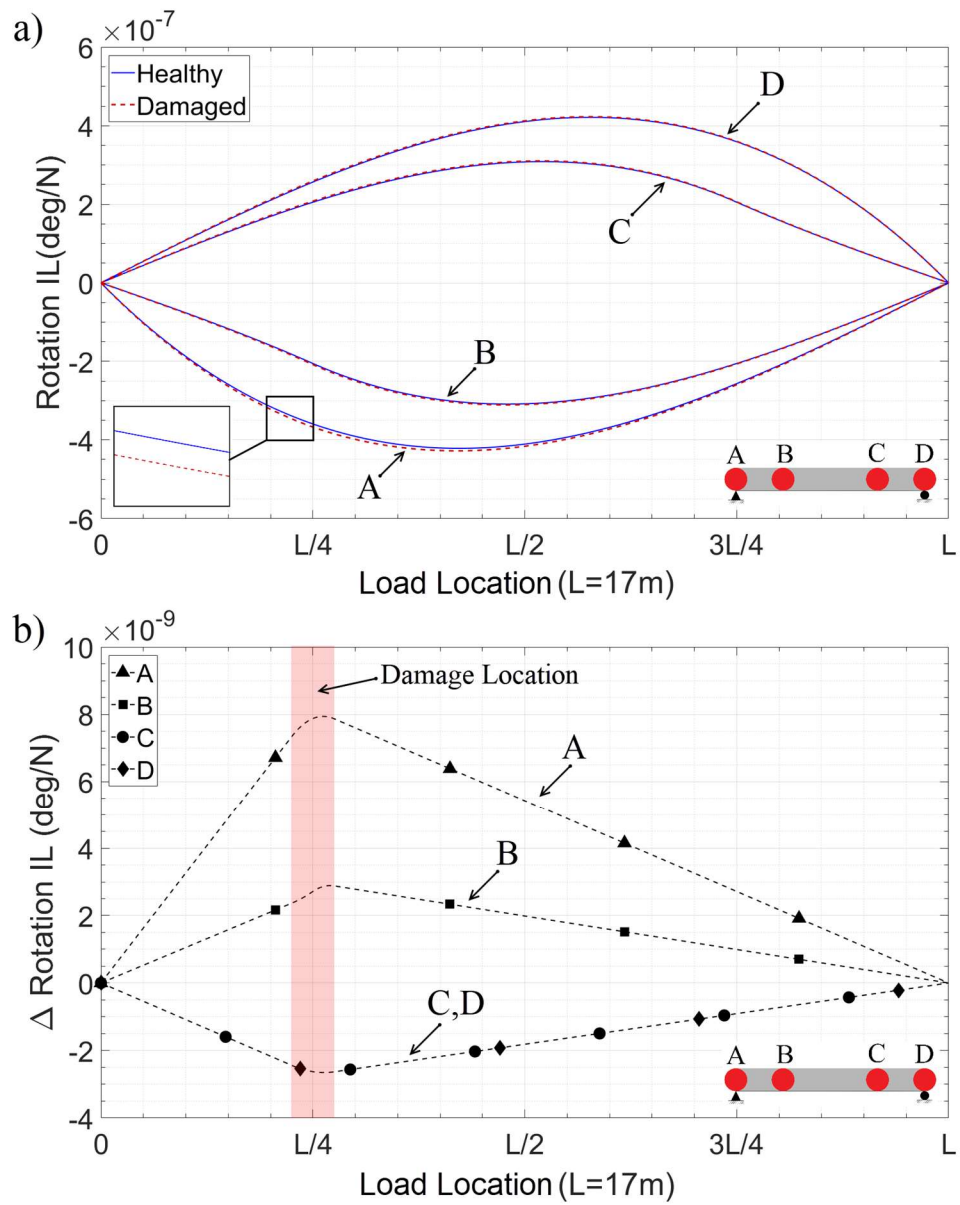 a)
×10⁻⁷
6
4
2
0
-2
-4
-6
Rotation IL(deg/N)
Healthy
Damaged
D
C
B
A
A B C D
0 L/4 L/2 3L/4 L
Load Location (L=17m)
b)
×10⁻⁹
10
8
6
4
2
0
-2
-4
Δ Rotation IL (deg/N)
A
B
C
D
Damage Location
A
B
C,D
A B C D
0 L/4 L/2 3L/4 L
Load Location (L=17m)